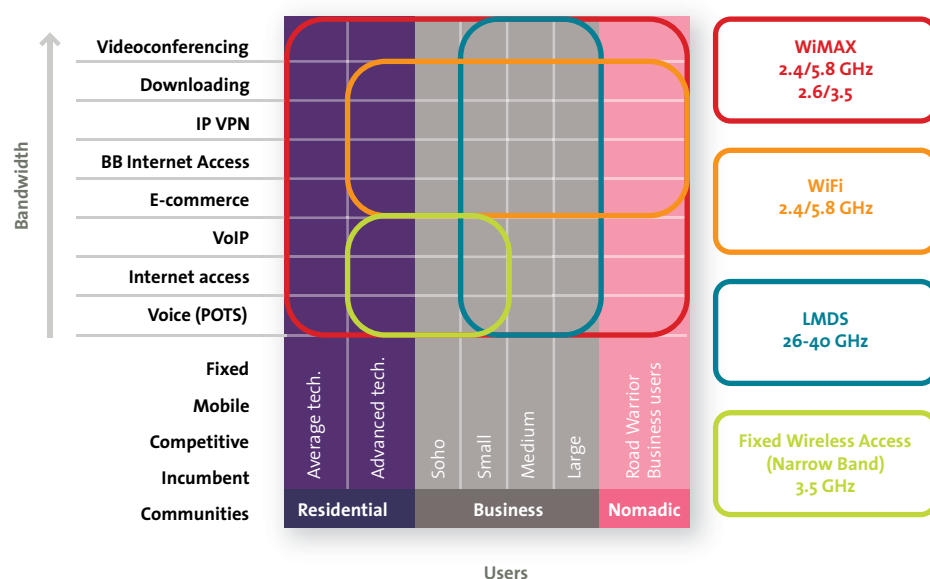 Bandwidth
Videoconferencing
Downloading
IP VPN
BB Internet Access
E-commerce
VoIP
Internet access
Voice (POTS)
Fixed
Mobile
Competitive
Incumbent
Communities
Average tech.
Advanced tech.
Soho
Small
Medium
Large
Road Warrior
Business users
Residential
Business
Nomadic
Users
WiMAX
2.4/5.8 GHz
2.6/3.5
WiFi
2.4/5.8 GHz
LMDS
26-40 GHz
Fixed Wireless Access
(Narrow Band)
3.5 GHz